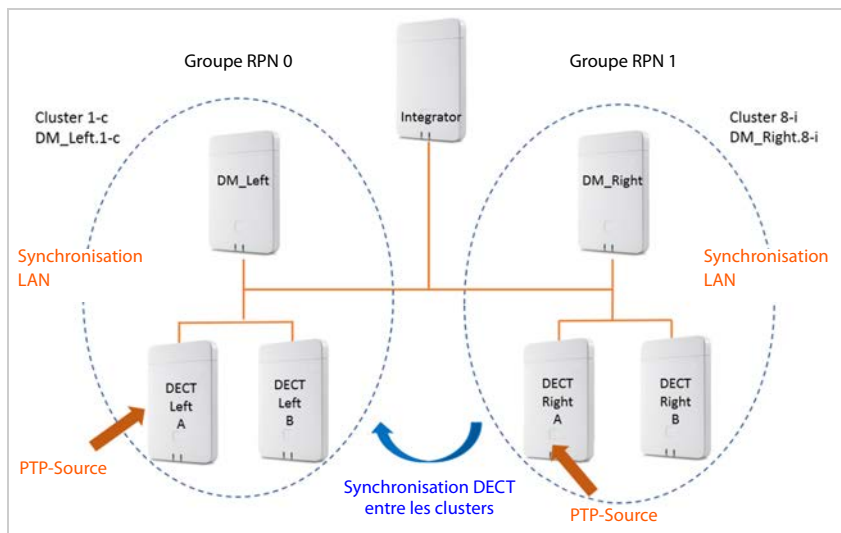 Groupe RPN 0
Groupe RPN 1
Integrator
Cluster 1-c
DM_Left.1-c
Cluster 8-i
DM_Right.8-i
DM_Left
DM_Right
Synchronisation
LAN
Synchronisation
LAN
DECT
Left
A
DECT
Left
B
DECT
Right
A
DECT
Right
B
PTP-Source
Synchronisation DECT
entre les clusters
PTP-Source